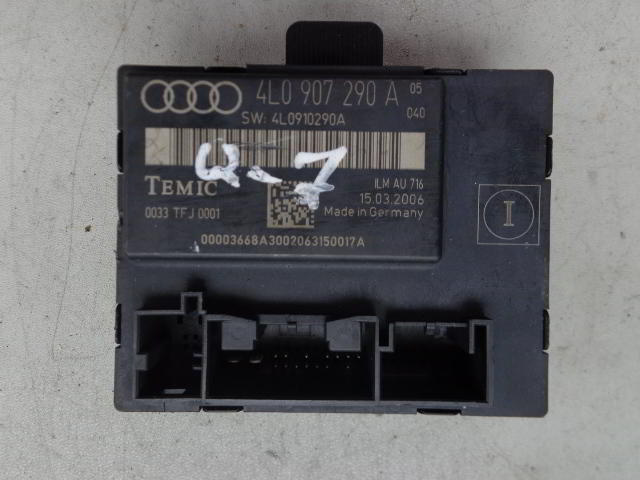 4L0 907 290 A 05
SW: 4L0910290A 040
Q-7
TEMIC ILM AU 716
15.03.2006
0033 TFJ 0001 Made in Germany
00003668A3002063150017A
I